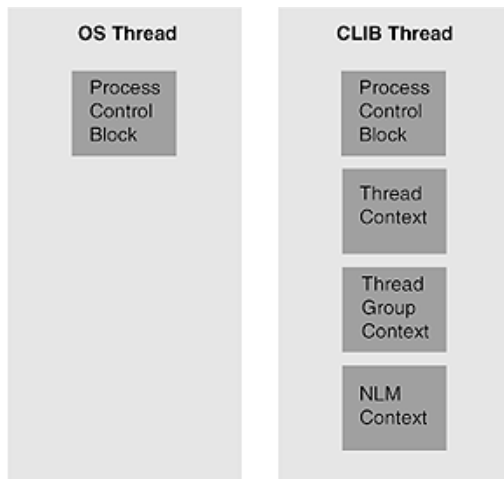 OS Thread
Process
Control
Block
CLIB Thread
Process
Control
Block
Thread
Context
Thread
Group
Context
NLM
Context